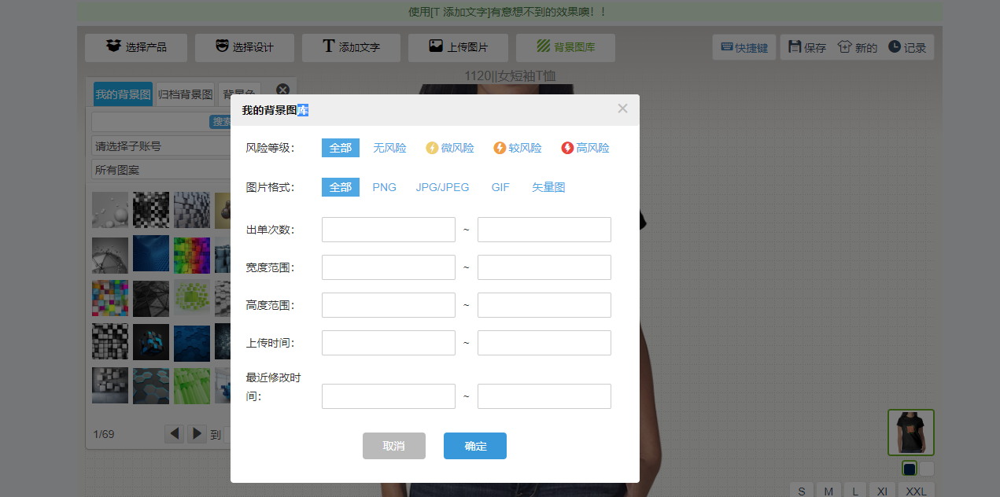 使用[T 添加文字]有意想不到的效果噢！！
选择产品 选择设计 添加文字 上传图片 背景图库 快捷键 保存 新的 记录
1120||女短袖T恤
我的背景图 归档背景图 背景色
搜索
请选择子账号
所有图案
1/69 到
我的背景图库
风险等级： 全部 无风险 微风险 较风险 高风险
图片格式： 全部 PNG JPG/JPEG GIF 矢量图
出单次数： ~
宽度范围： ~
高度范围： ~
上传时间： ~
最近修改时
间： ~
取消 确定
S M L Xl XXL